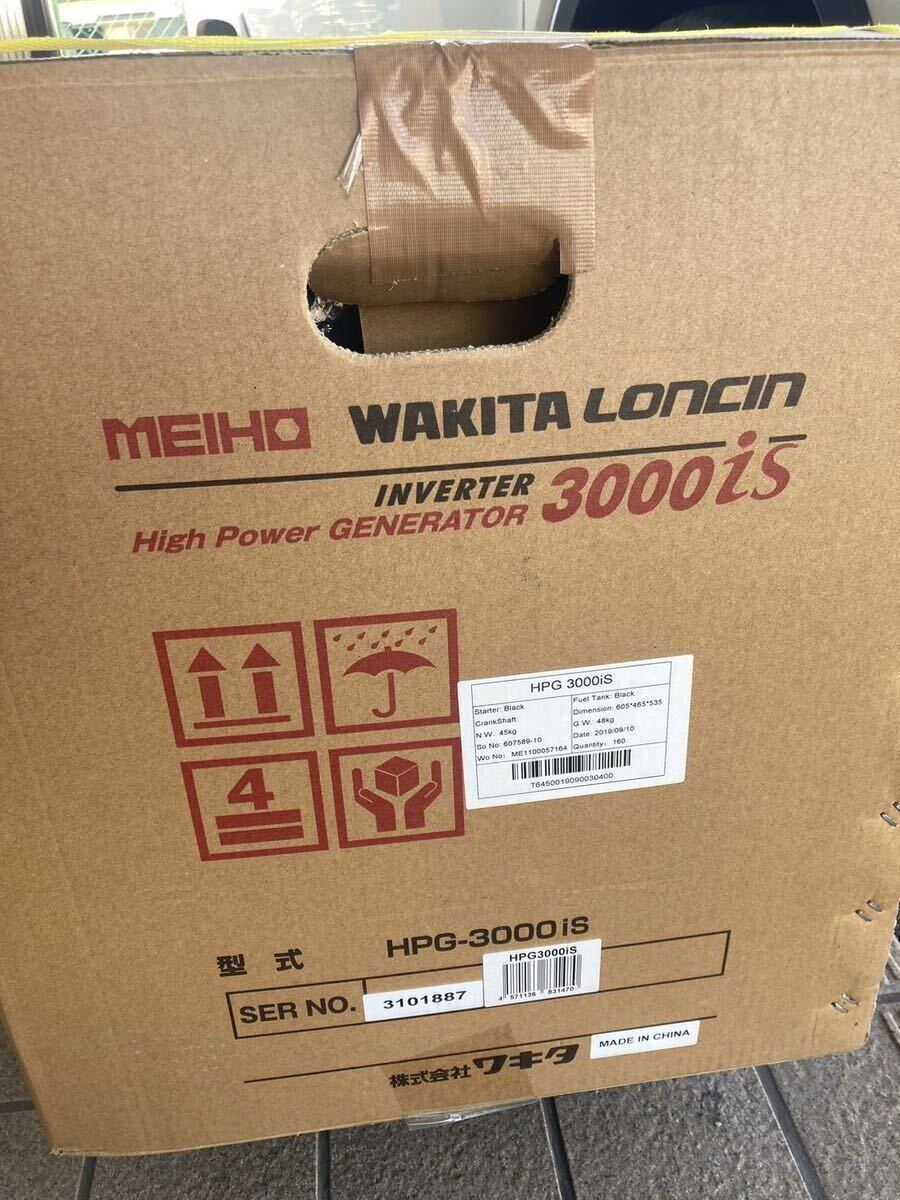 MEIHO WAKITA LONCIN
INVERTER 3000iS
High Power GENERATOR
4
HPG 3000iS
Starter: Black Fuel Tank: Black
CrankShaft: Dimension: 605*465*535
N.W.: 45kg G.W.: 48kg
So No: 607589-10 Date: 2019/09/10
Wo No: ME1100057164 Quantity: 160
T6450019090030400
型式 HPG-3000iS
HPG3000iS
SER NO. 3101887
4 571136 831470
MADE IN CHINA
株式会社ワキタ